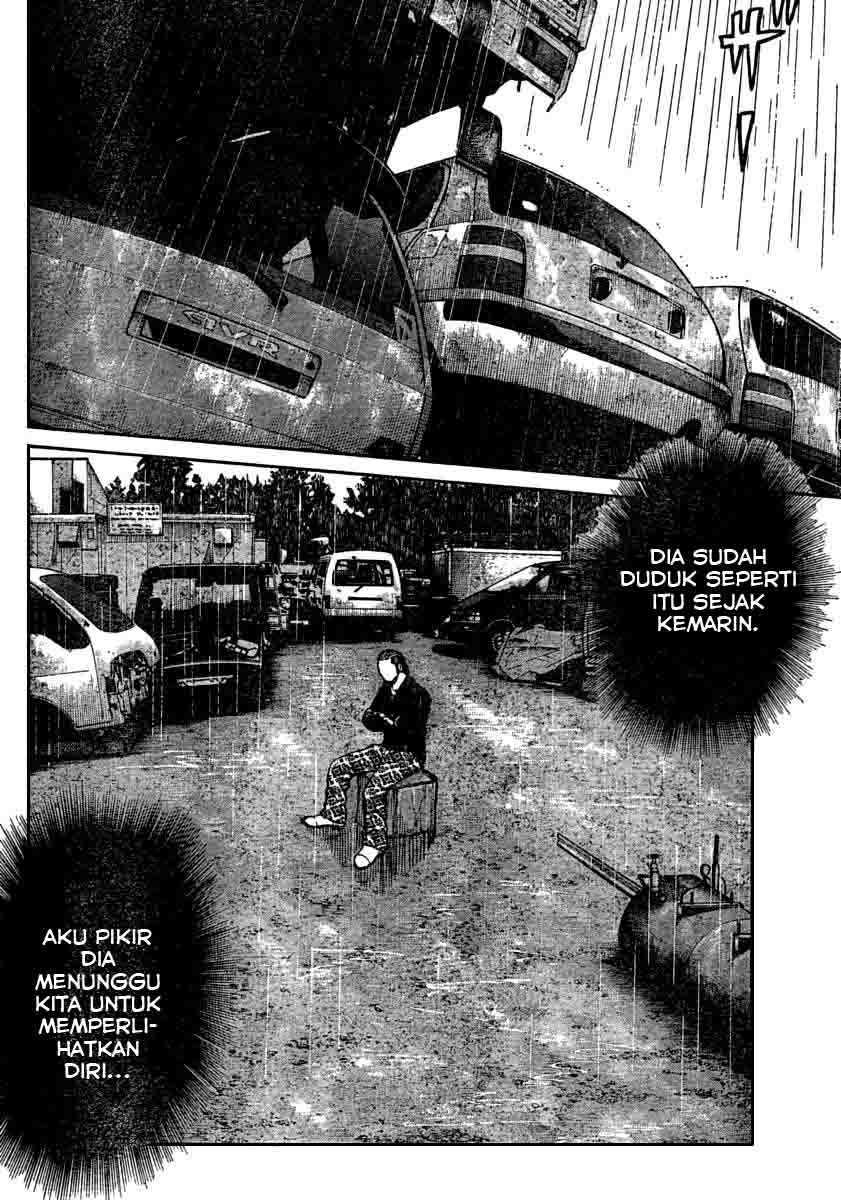 DIA SUDAH
DUDUK SEPERTI
ITU SEJAK
KEMARIN.
AKU PIKIR
DIA
MENUNGGU
KITA UNTUK
MEMPERLI-
HATKAN
DIRI...